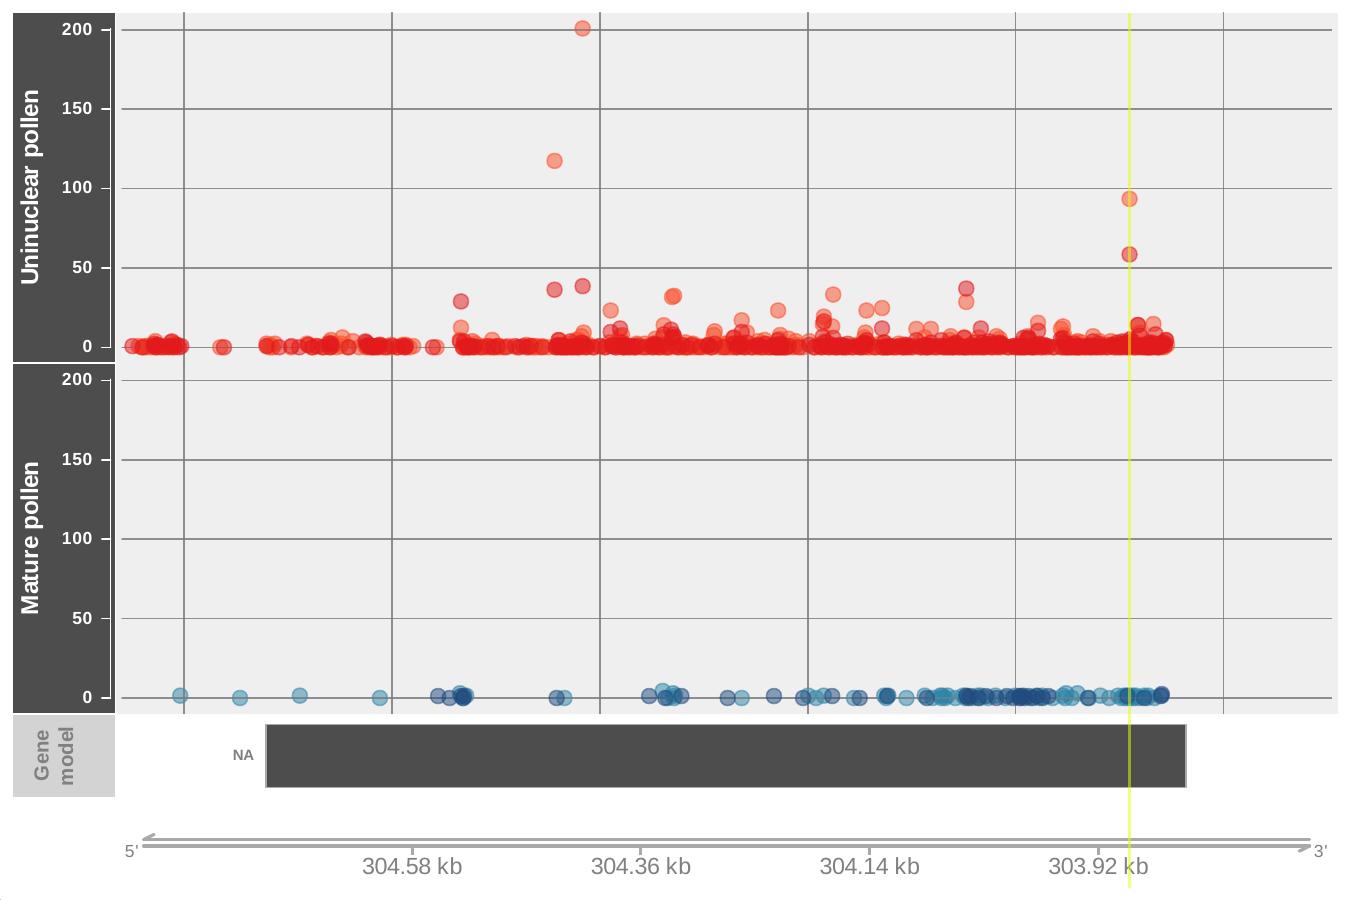 200
150
100
50
0
Uninuclear pollen
200
150
100
50
0
Mature pollen
Gene
model
NA
5'
3'
304.58 kb
304.36 kb
304.14 kb
303.92 kb